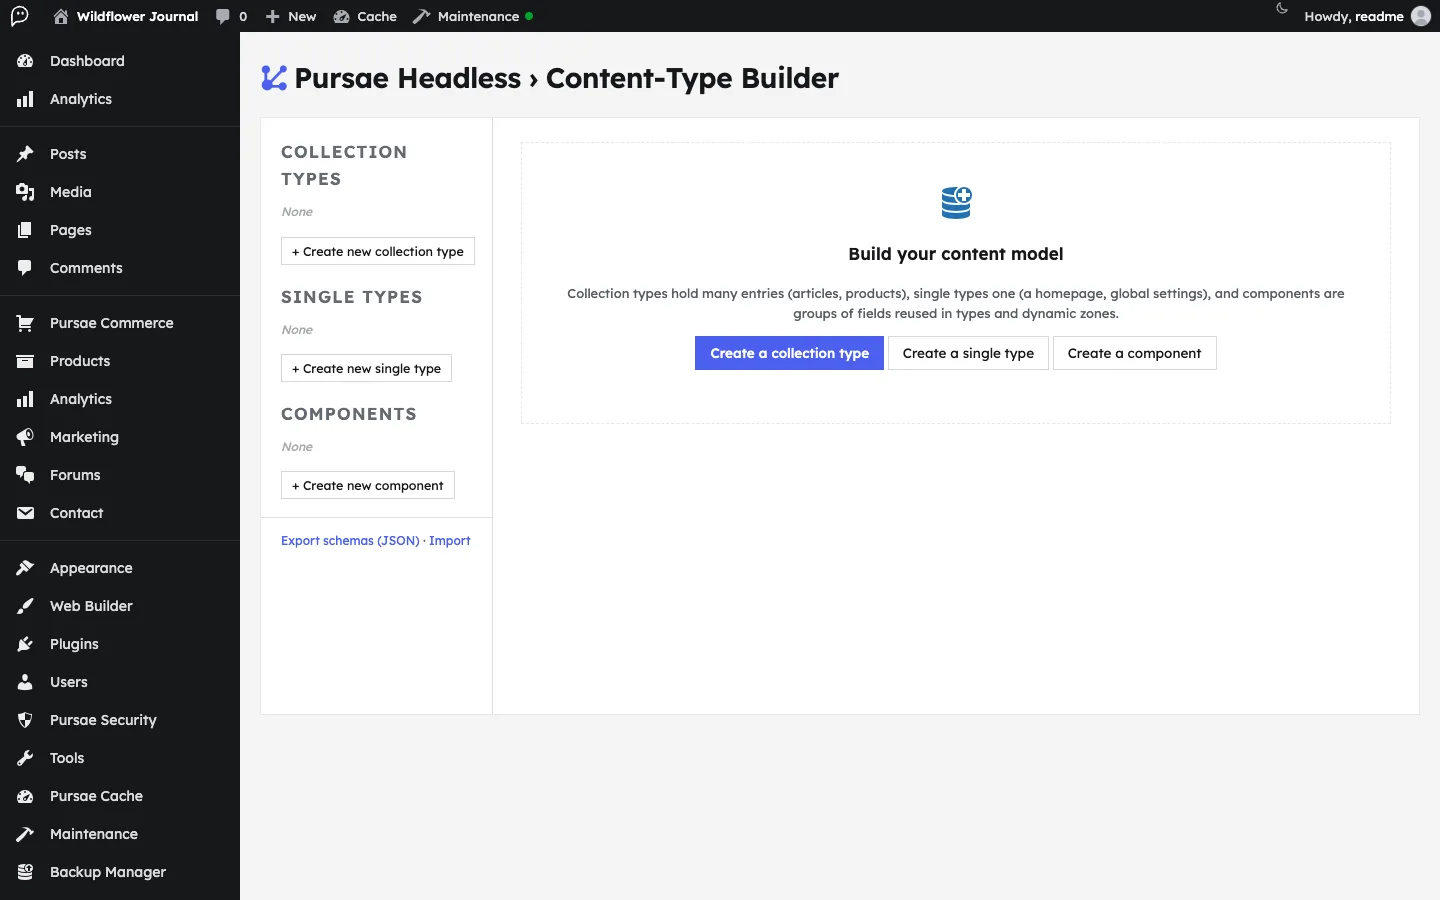 Wildflower Journal
0
New
Cache
Maintenance
Howdy, readme
Dashboard
Analytics
Posts
Media
Pages
Comments
Pursae Commerce
Products
Analytics
Marketing
Forums
Contact
Appearance
Web Builder
Plugins
Users
Pursae Security
Tools
Pursae Cache
Maintenance
Backup Manager
Pursae Headless › Content-Type Builder
COLLECTION
TYPES
None
+ Create new collection type
SINGLE TYPES
None
+ Create new single type
COMPONENTS
None
+ Create new component
Export schemas (JSON) · Import
Build your content model
Collection types hold many entries (articles, products), single types one (a homepage, global settings), and components are
groups of fields reused in types and dynamic zones.
Create a collection type
Create a single type
Create a component